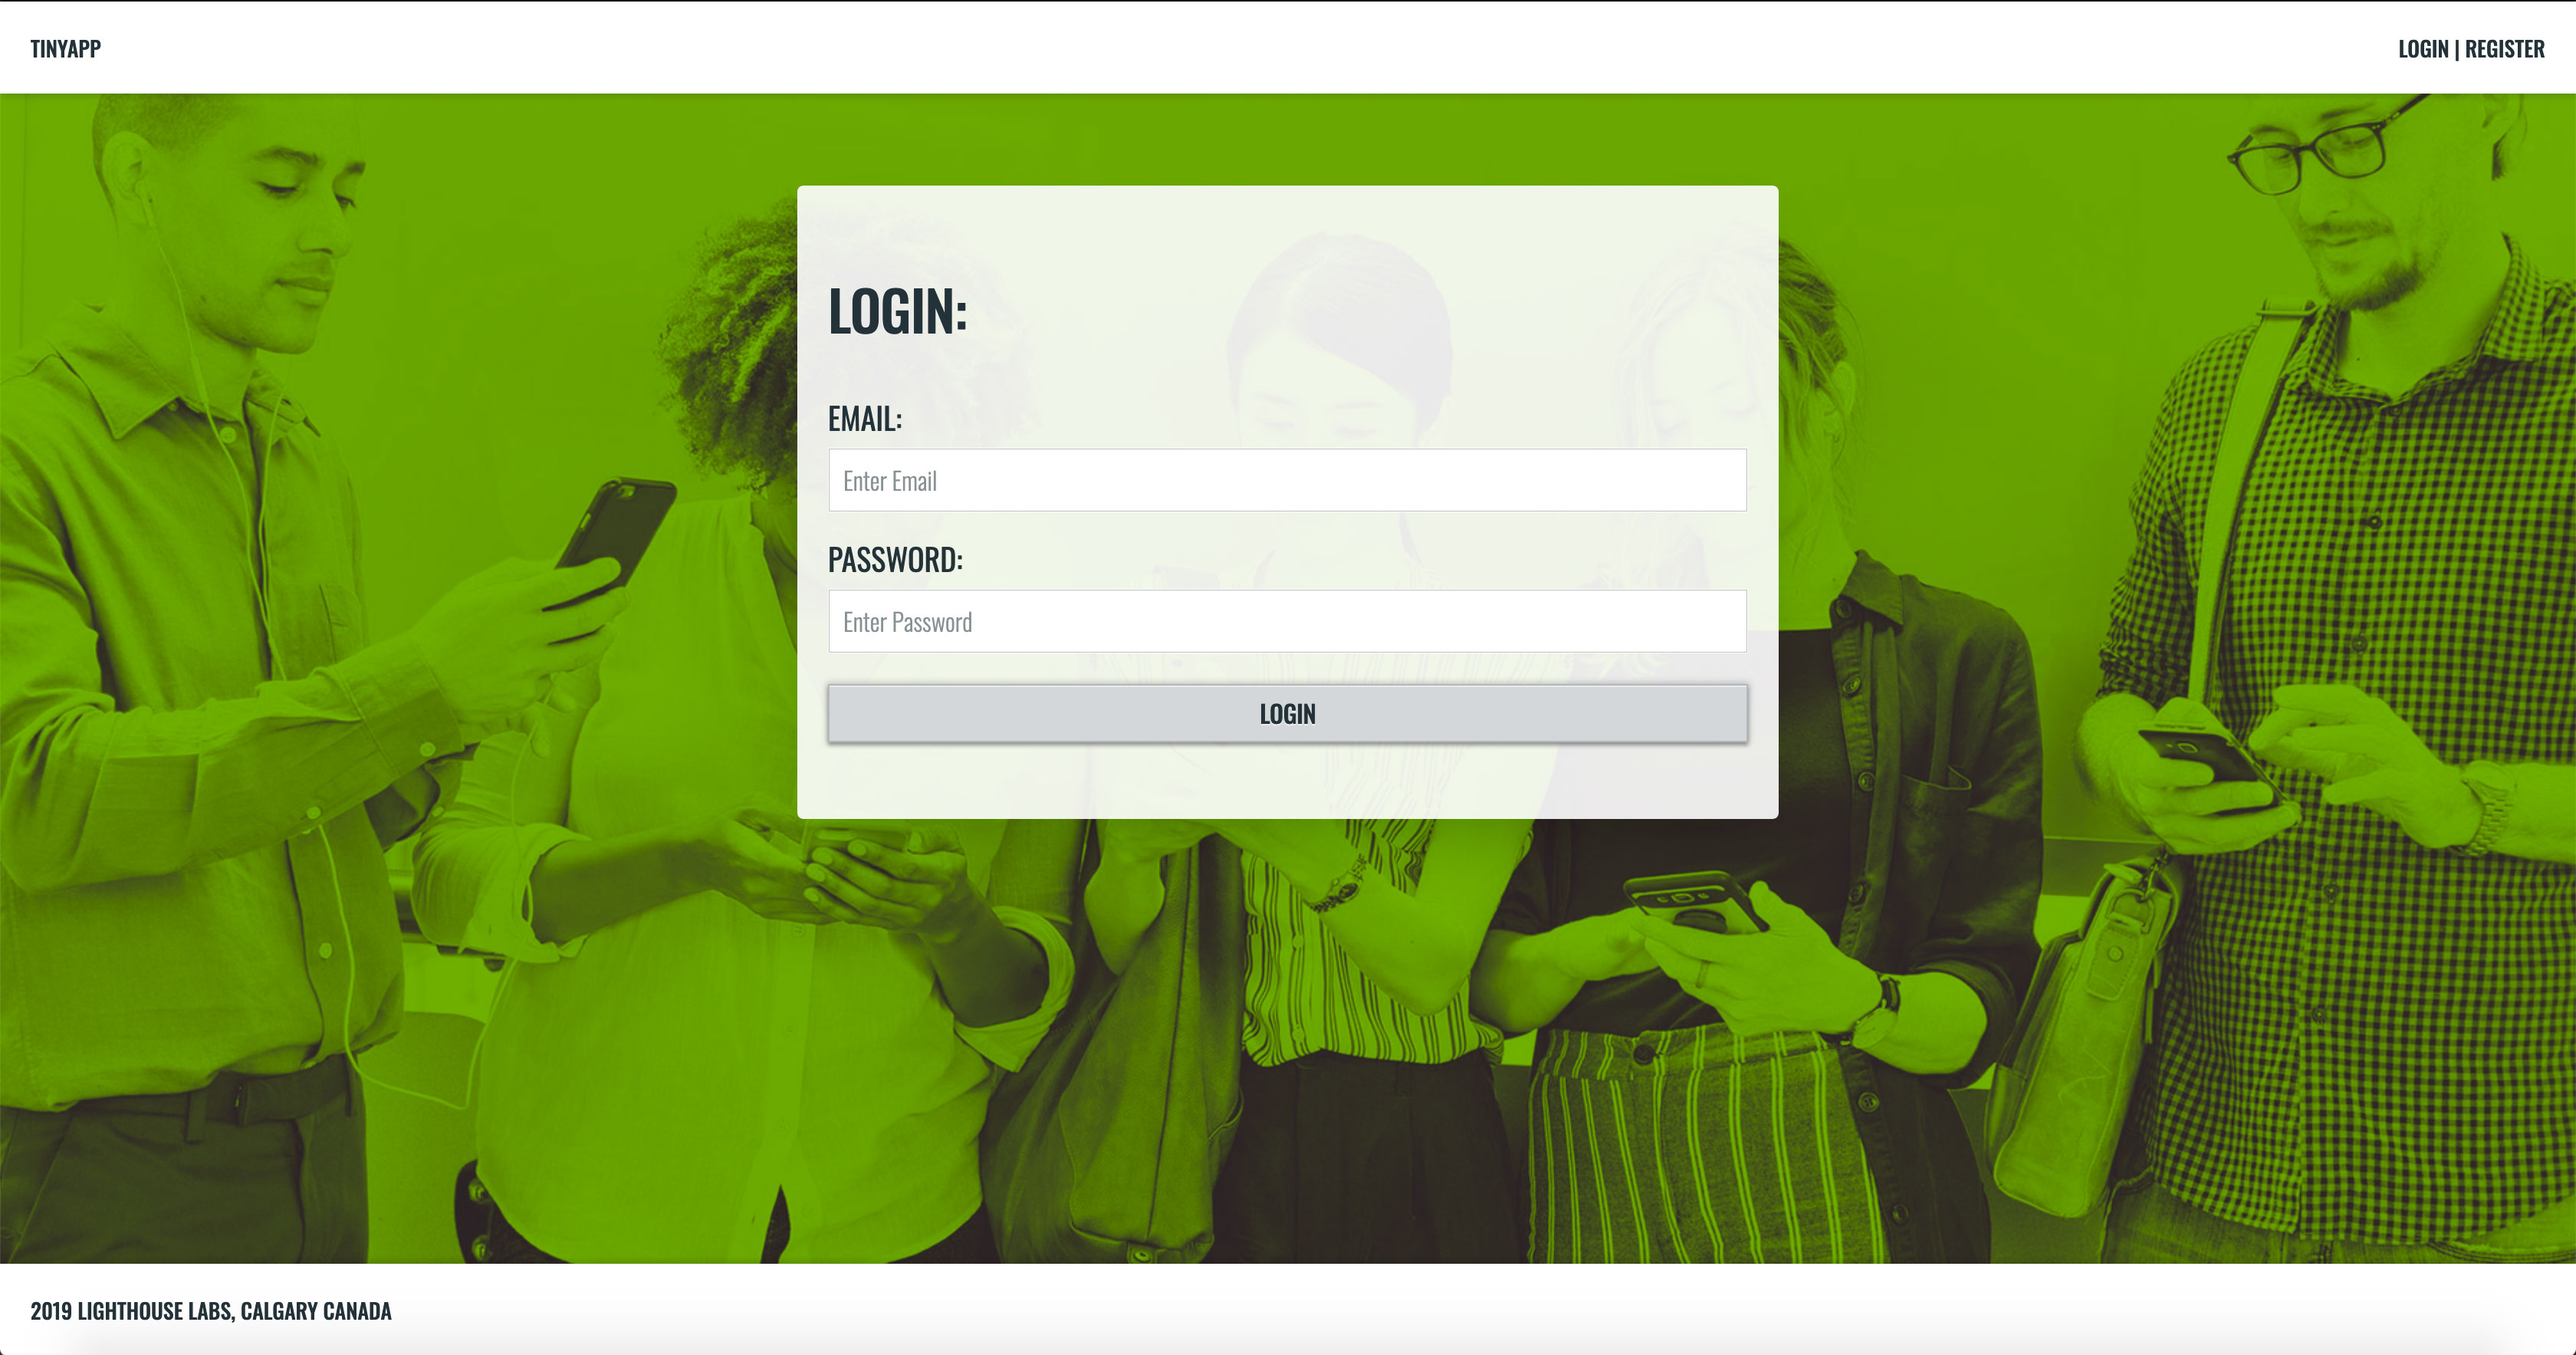 TINYAPP
LOGIN | REGISTER
LOGIN:
EMAIL:
Enter Email
PASSWORD:
Enter Password
LOGIN
2019 LIGHTHOUSE LABS, CALGARY CANADA